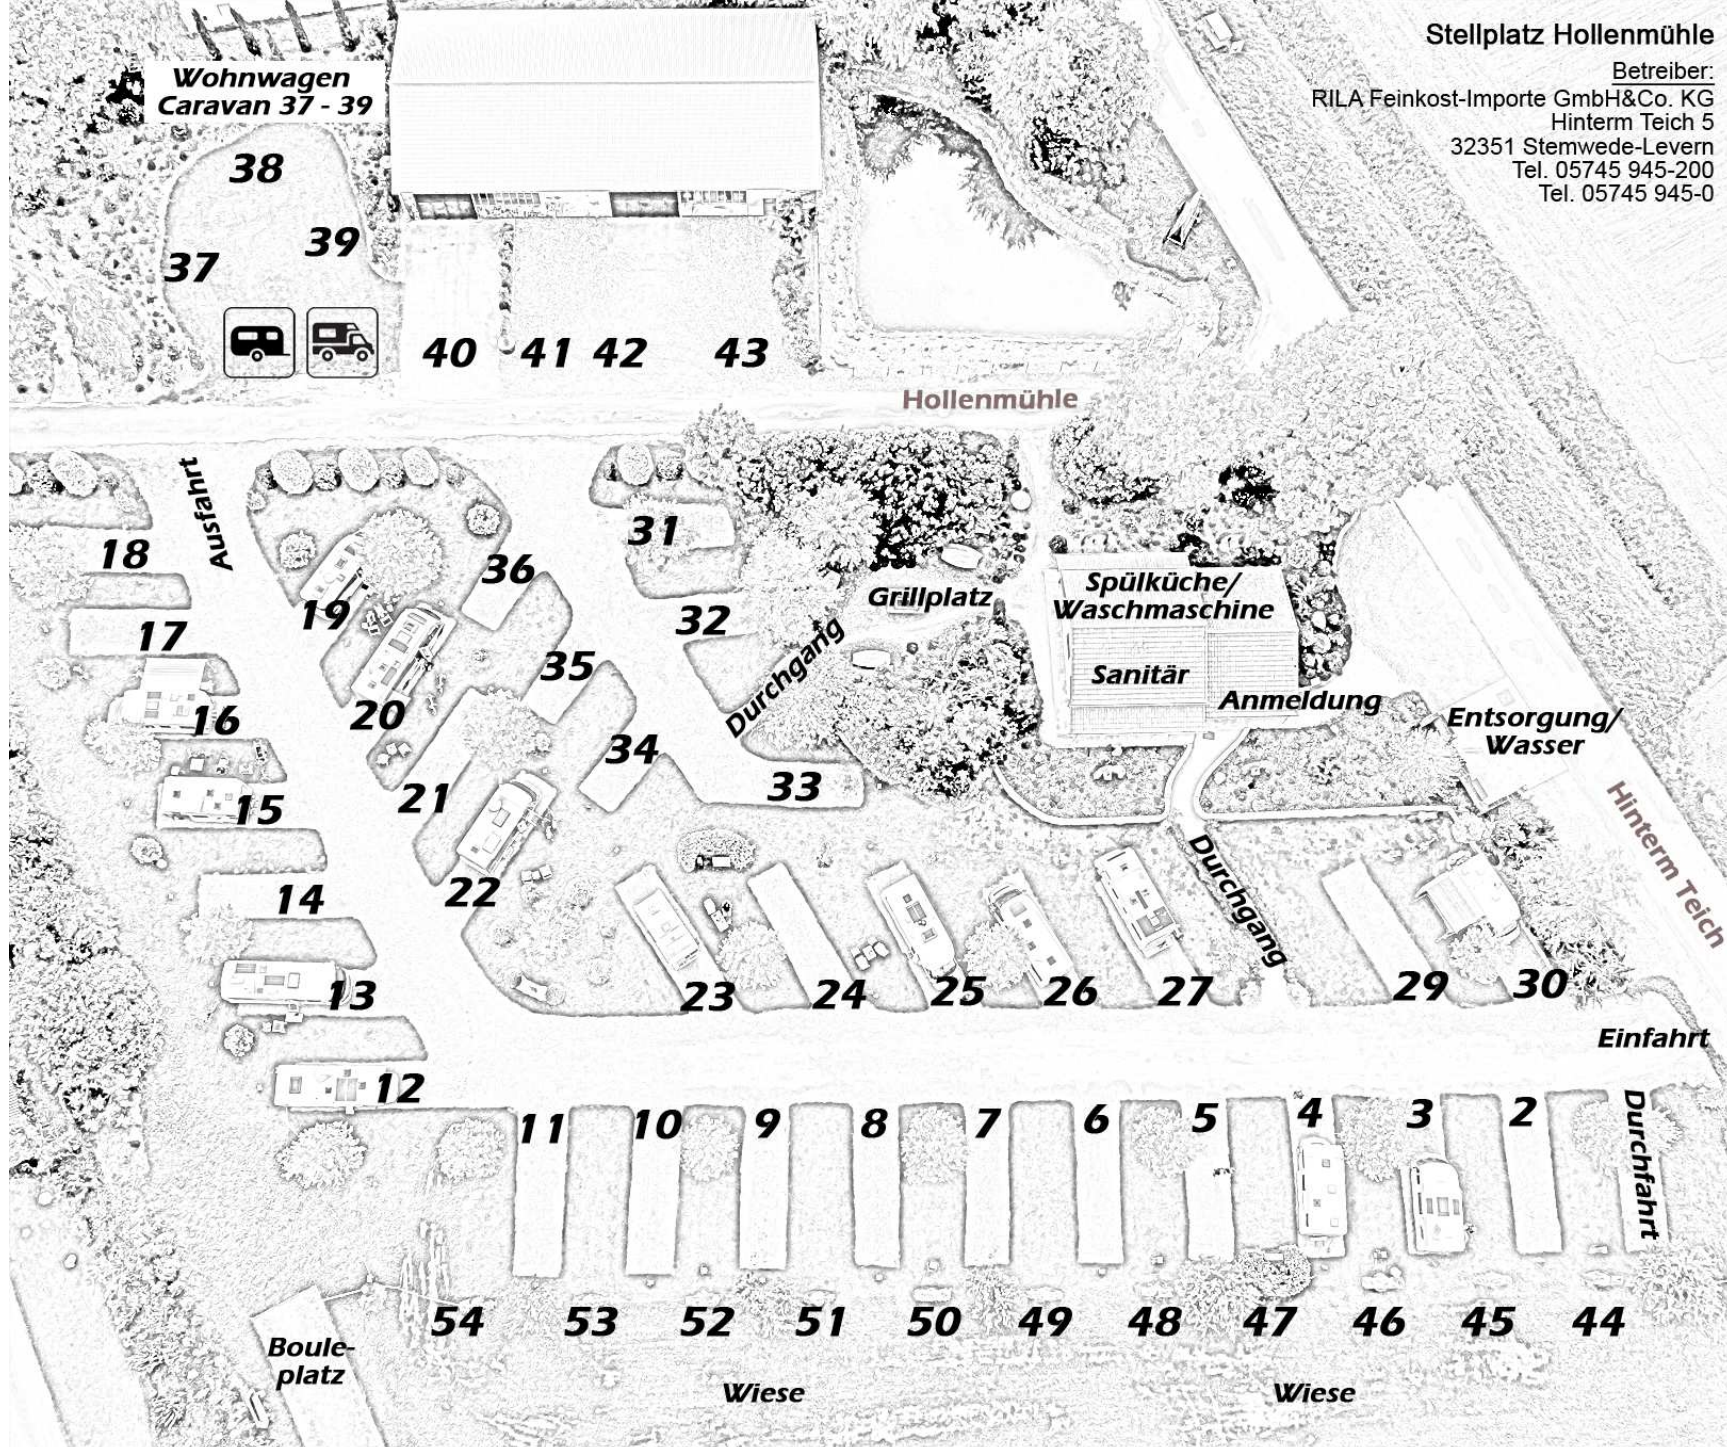 Stellplatz Hollenmühle
Betreiber:
RILA Feinkost-Importe GmbH&Co. KG
Hinterm Teich 5
32351 Stemwede-Levern
Tel. 05745 945-200
Tel. 05745 945-0
Wohnwagen
Caravan 37 - 39
38
39
37
40 41 42 43
Hollenmühle
Ausfahrt
18
31
36
Spülküche/
Waschmaschine
Grillplatz
19
32
17
Durchgang
35
Sanitär
Anmeldung
20
16
Entsorgung/
Wasser
34
33
21
15
Hinterm Teich
Durchgang
22
14
23 24 25 26 27 29 30
13
Einfahrt
12
11 10 9 8 7 6 5 4 3 2
Durchfahrt
54 53 52 51 50 49 48 47 46 45 44
Boule-
platz
Wiese Wiese